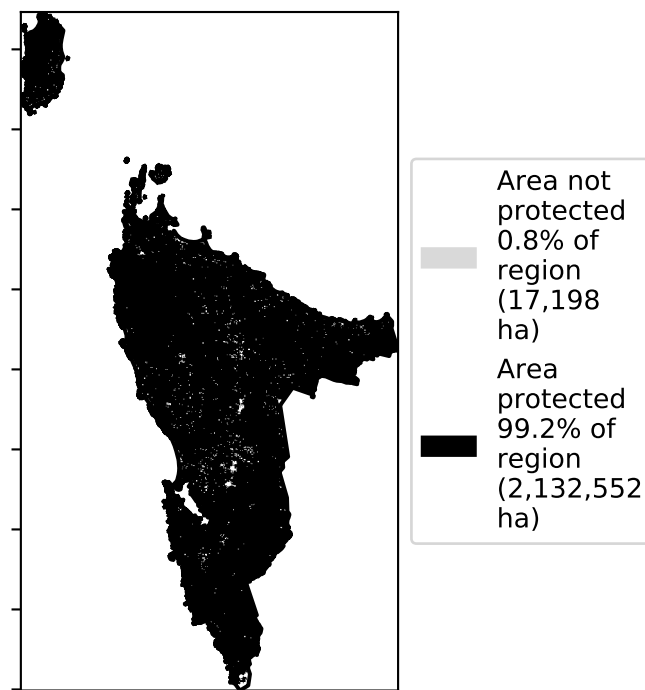 Area not
protected
0.8% of
region
(17,198
ha)
Area
protected
99.2% of
region
(2,132,552
ha)